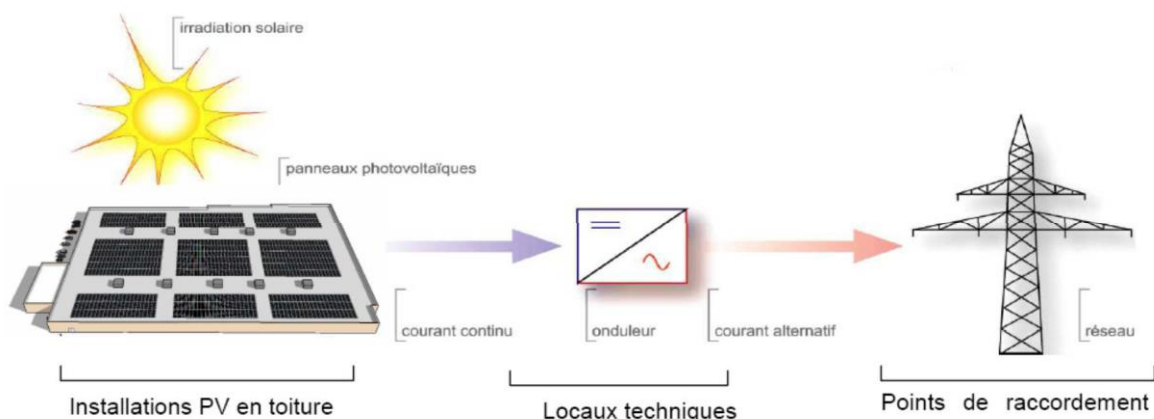 irradiation solaire
panneaux photovoltaïques
courant continu
onduleur
courant alternatif
réseau
Installations PV en toiture
Locaux techniques
Points de raccordement